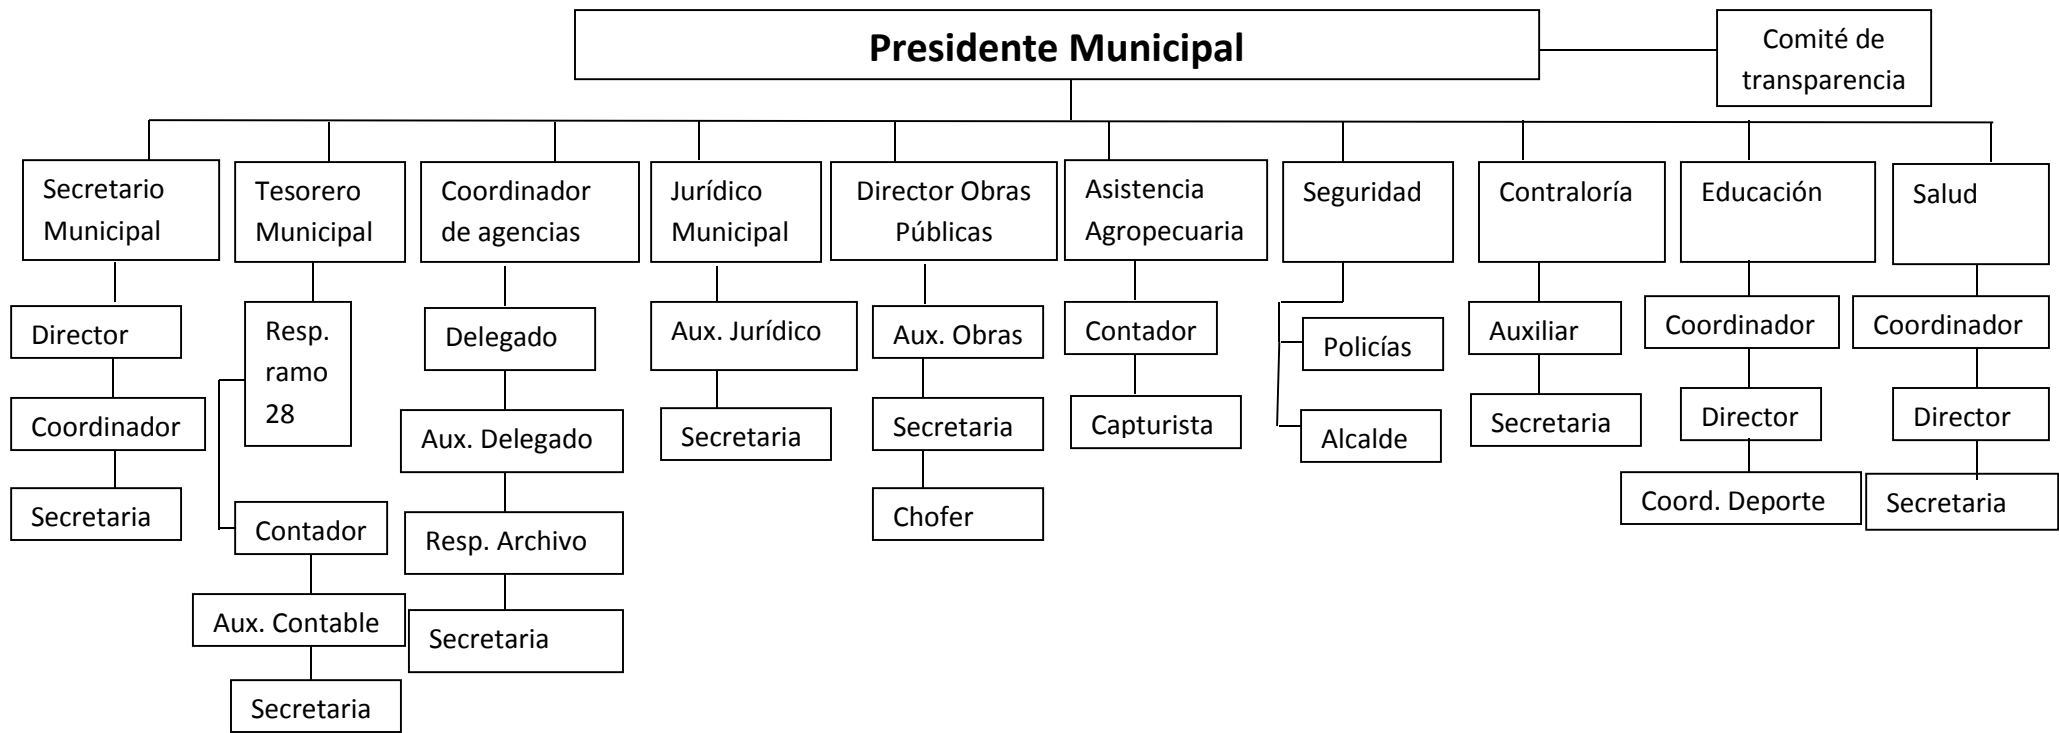 Presidente Municipal
Comité de
transparencia
Secretario
Municipal
Director
Coordinador
Secretaria
Tesorero
Municipal
Resp.
ramo
28
Contador
Aux. Contable
Secretaria
Coordinador
de agencias
Delegado
Aux. Delegado
Resp. Archivo
Secretaria
Jurídico
Municipal
Aux. Jurídico
Secretaria
Director Obras
Públicas
Aux. Obras
Secretaria
Chofer
Asistencia
Agropecuaria
Contador
Capturista
Seguridad
Policías
Alcalde
Contraloría
Auxiliar
Secretaria
Educación
Coordinador
Director
Coord. Deporte
Salud
Coordinador
Director
Secretaria